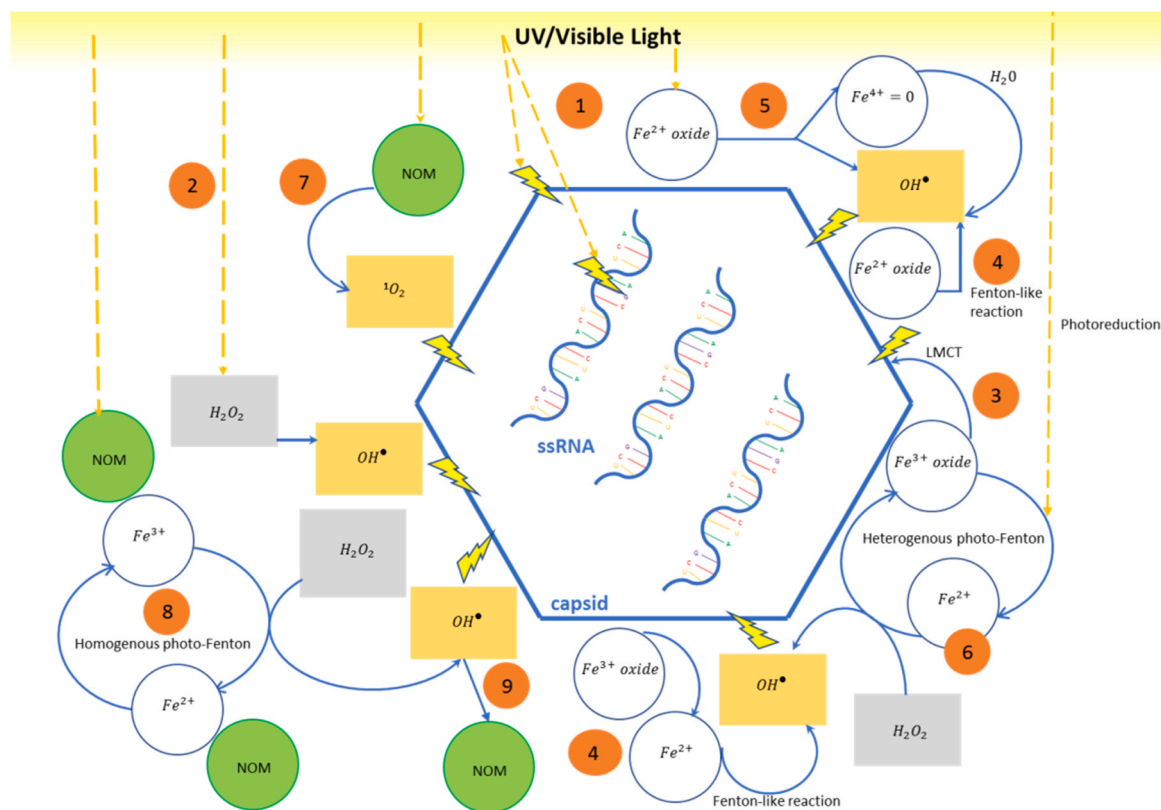 UV/Visible Light
1
5
Fe²⁺ oxide
Fe⁴⁺ = 0
H₂0
2
7
NOM
OH•
Fe²⁺ oxide
4
Fenton-like
reaction
¹O₂
Photoreduction
LMCT
3
H₂O₂
NOM
OH•
ssRNA
Fe³⁺ oxide
Fe³⁺
H₂O₂
Heterogenous photo-Fenton
8
Homogenous photo-Fenton
OH•
capsid
Fe²⁺
6
Fe²⁺
9
Fe³⁺ oxide
OH•
H₂O₂
NOM
NOM
4
Fe²⁺
Fenton-like reaction